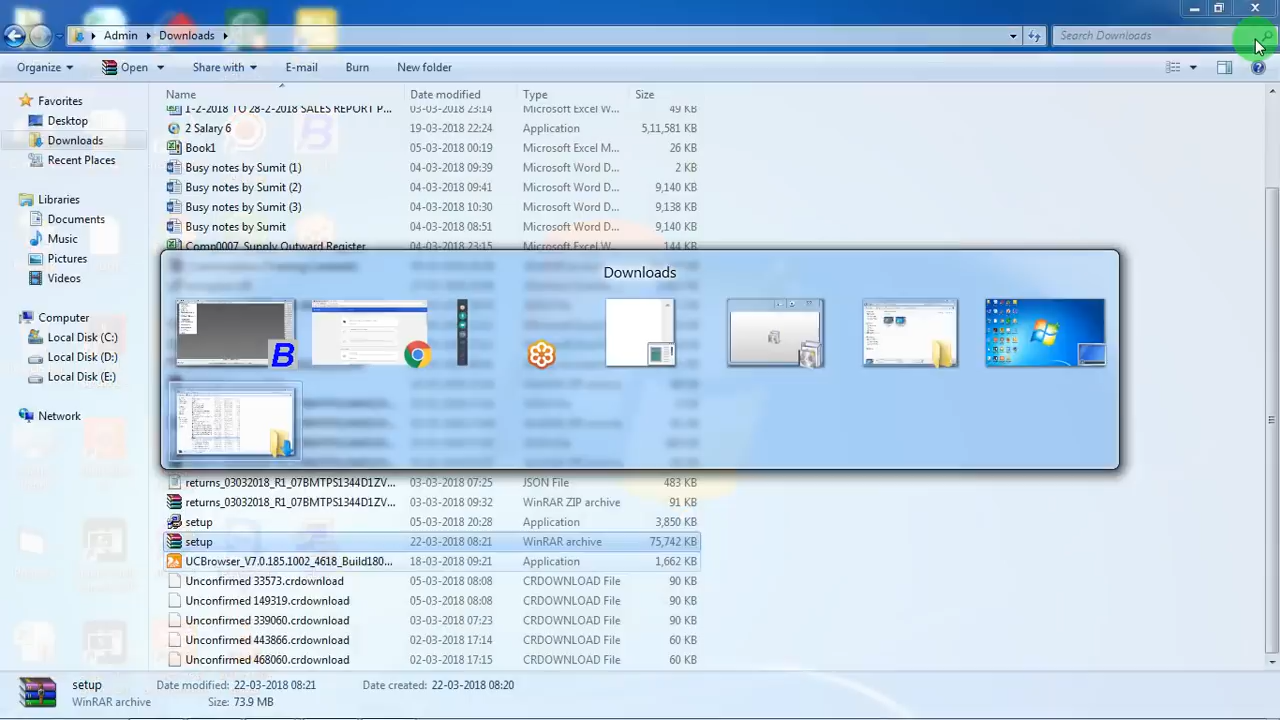 Admin Downloads Search Downloads
Organize Open Share with E-mail Burn New folder
Name Date modified Type Size
Favorites
Desktop
Downloads
Recent Places
Libraries
Documents
Music
Pictures
Videos
Computer
Local Disk (C:)
Local Disk (D:)
Local Disk (E:)
Network
1-2-2018 TO 28-2-2018 SALES REPORT P... 03-03-2018 23:14 Microsoft Excel W... 49 KB
2 Salary 6 19-03-2018 22:24 Application 5,11,581 KB
Book1 05-03-2018 00:19 Microsoft Excel M... 26 KB
Busy notes by Sumit (1) 04-03-2018 09:39 Microsoft Word D... 2 KB
Busy notes by Sumit (2) 04-03-2018 09:41 Microsoft Word D... 9,140 KB
Busy notes by Sumit (3) 04-03-2018 10:30 Microsoft Word D... 9,138 KB
Busy notes by Sumit 04-03-2018 08:51 Microsoft Word D... 9,140 KB
Comp0007 Supply Outward Register 04-03-2018 23:15 Microsoft Excel W... 144 KB
Downloads
returns_03032018_R1_07BMTPS1344D1ZV... 03-03-2018 07:25 JSON File 483 KB
returns_03032018_R1_07BMTPS1344D1ZV... 03-03-2018 09:32 WinRAR ZIP archive 91 KB
setup 05-03-2018 20:28 Application 3,850 KB
setup 22-03-2018 08:21 WinRAR archive 75,742 KB
UCBrowser_V7.0.185.1002_4618_Build180... 18-03-2018 09:21 Application 1,662 KB
Unconfirmed 33573.crdownload 05-03-2018 08:08 CRDOWNLOAD File 90 KB
Unconfirmed 149319.crdownload 05-03-2018 08:08 CRDOWNLOAD File 90 KB
Unconfirmed 339060.crdownload 03-03-2018 07:23 CRDOWNLOAD File 90 KB
Unconfirmed 443866.crdownload 02-03-2018 17:14 CRDOWNLOAD File 60 KB
Unconfirmed 468060.crdownload 02-03-2018 17:15 CRDOWNLOAD File 60 KB
setup Date modified: 22-03-2018 08:21 Date created: 22-03-2018 08:20
WinRAR archive Size: 73.9 MB